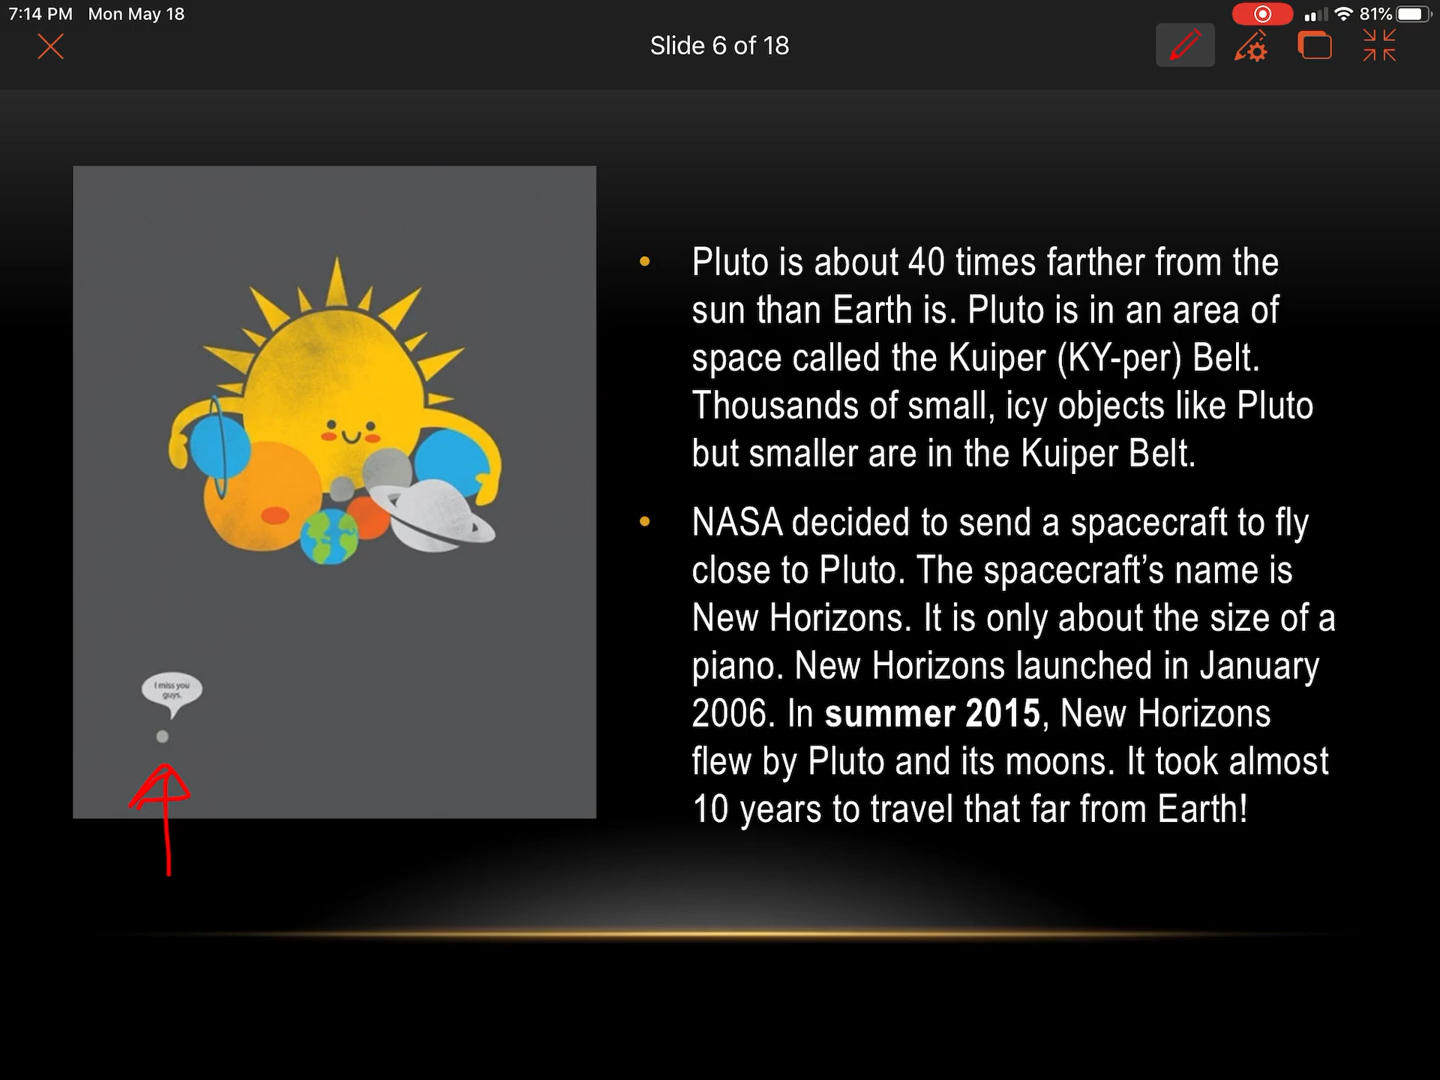 7:14 PM Mon May 18
81%
Slide 6 of 18
I miss you
guys.
• Pluto is about 40 times farther from the
sun than Earth is. Pluto is in an area of
space called the Kuiper (KY-per) Belt.
Thousands of small, icy objects like Pluto
but smaller are in the Kuiper Belt.
• NASA decided to send a spacecraft to fly
close to Pluto. The spacecraft’s name is
New Horizons. It is only about the size of a
piano. New Horizons launched in January
2006. In summer 2015, New Horizons
flew by Pluto and its moons. It took almost
10 years to travel that far from Earth!